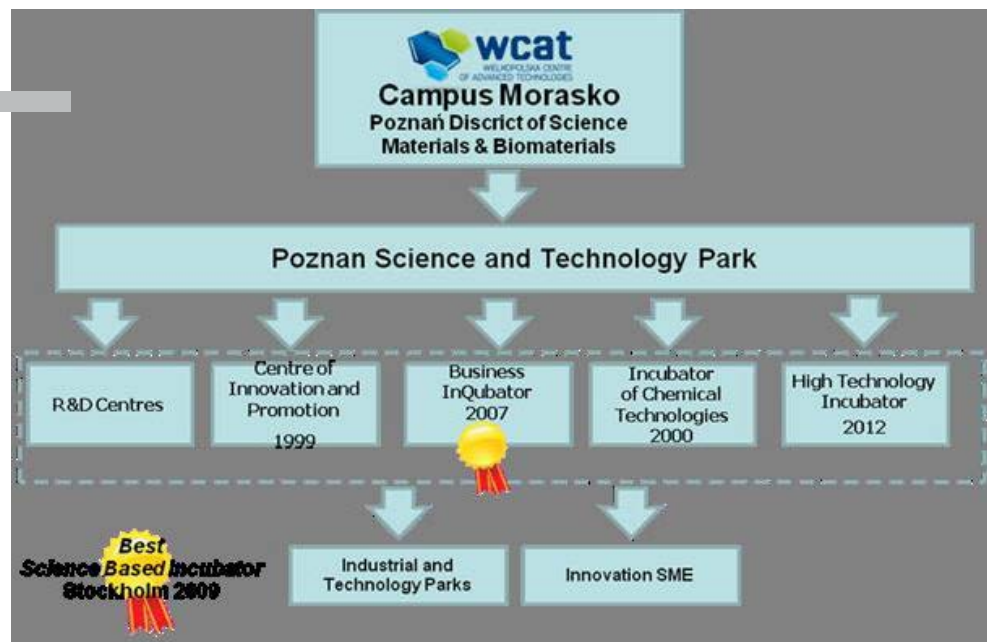 wcat
WIELKOPOLSKA CENTRE
OF ADVANCED TECHNOLOGIES
Campus Morasko
Poznań Discrict of Science
Materials & Biomaterials
Poznan Science and Technology Park
R&D Centres
Centre of
Innovation and
Promotion
1999
Business
InQubator
2007
Incubator
of Chemical
Technologies
2000
High Technology
Incubator
2012
Industrial and
Technology Parks
Innovation SME
Best
Science Based Incubator
Stockholm 2009